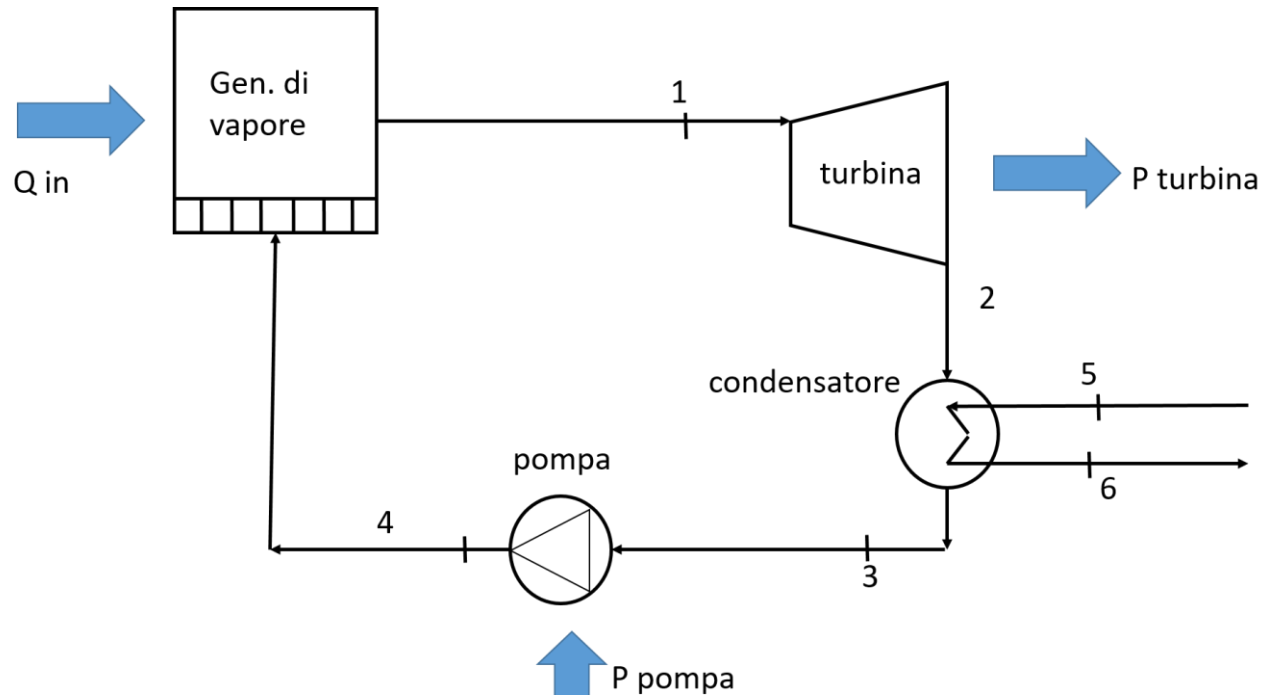 Gen. di
vapore
1
Q in
turbina
P turbina
2
condensatore
5
pompa
6
4
3
P pompa